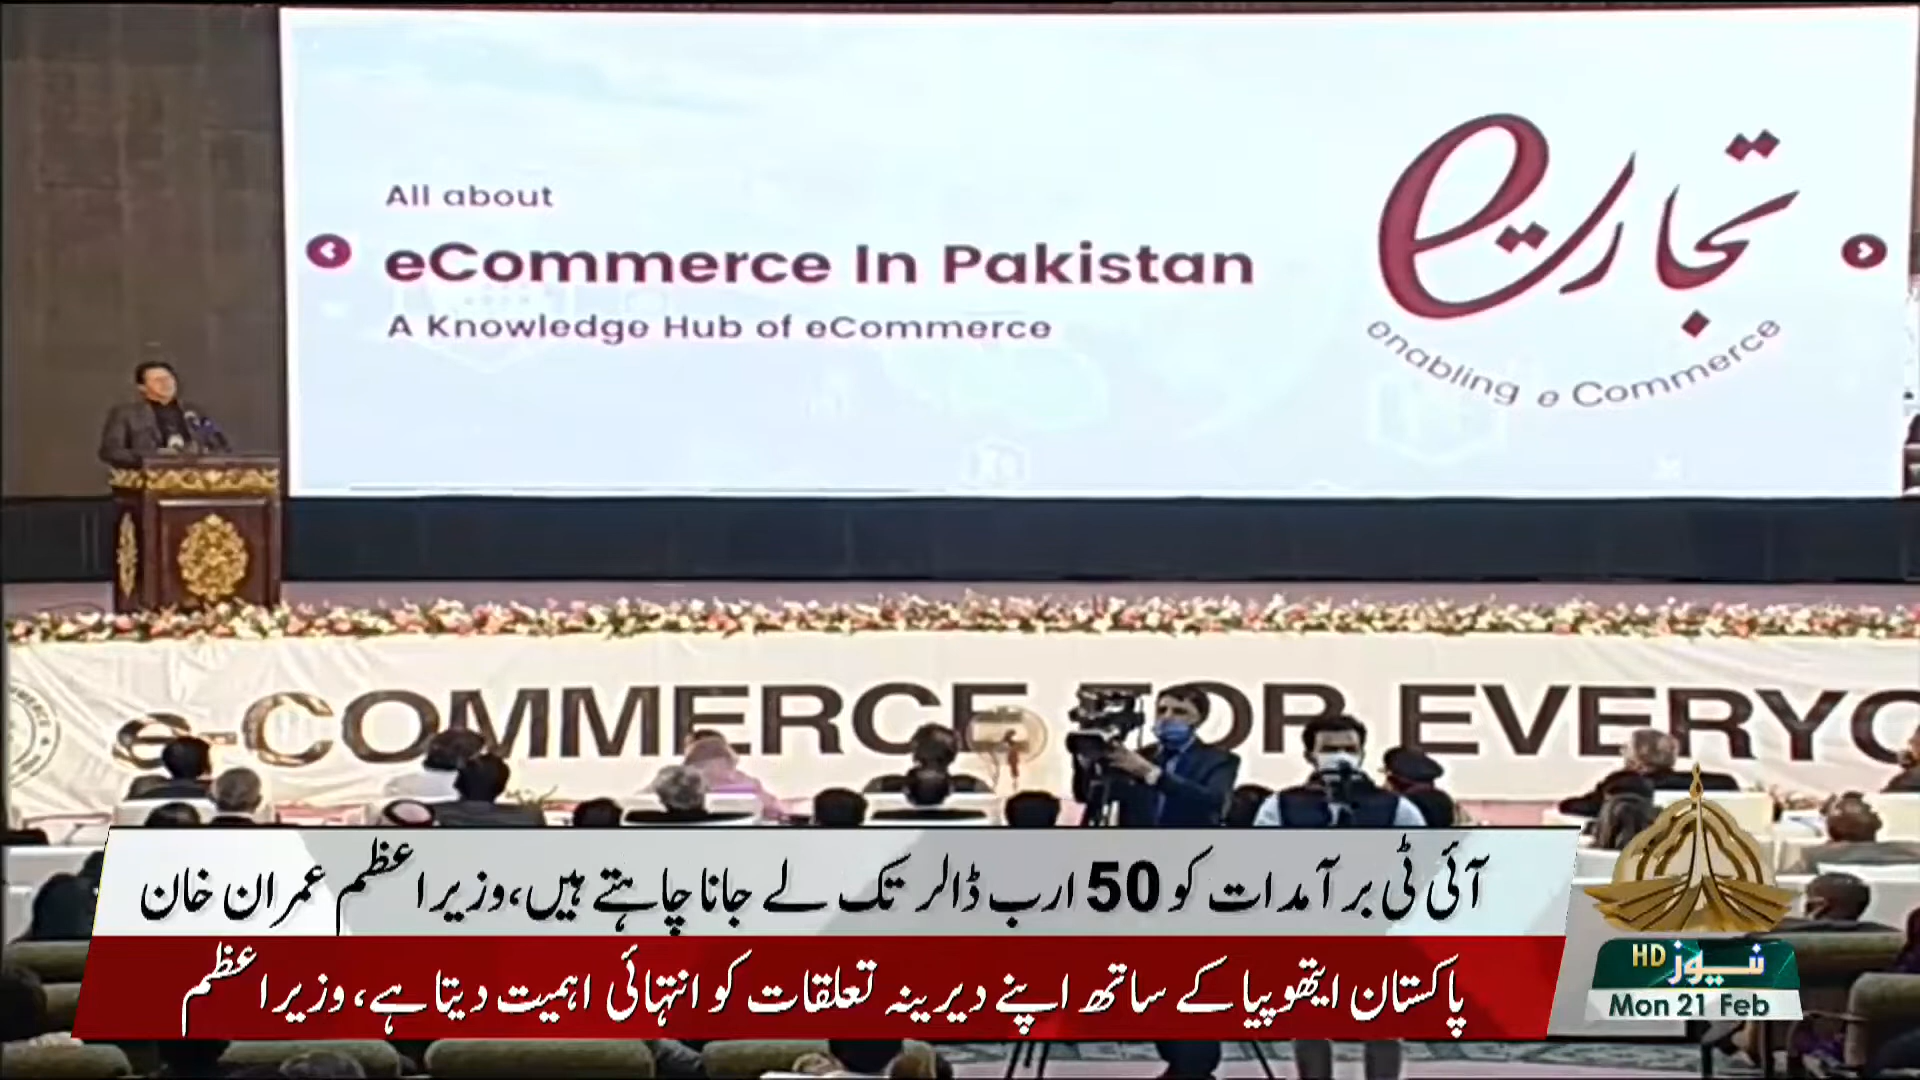 All about
eCommerce In Pakistan
A Knowledge Hub of eCommerce
تجارت
enabling e Commerce
e-COMMERCE FOR EVERYO
آئی ٹی برآمدات کو 50 ارب ڈالر تک لے جانا چاہتے ہیں، وزیراعظم عمران خان
پاکستان ایتھوپیا کے ساتھ اپنے دیرینہ تعلقات کو انتہائی اہمیت دیتا ہے، وزیراعظم
نیوز HD
Mon 21 Feb